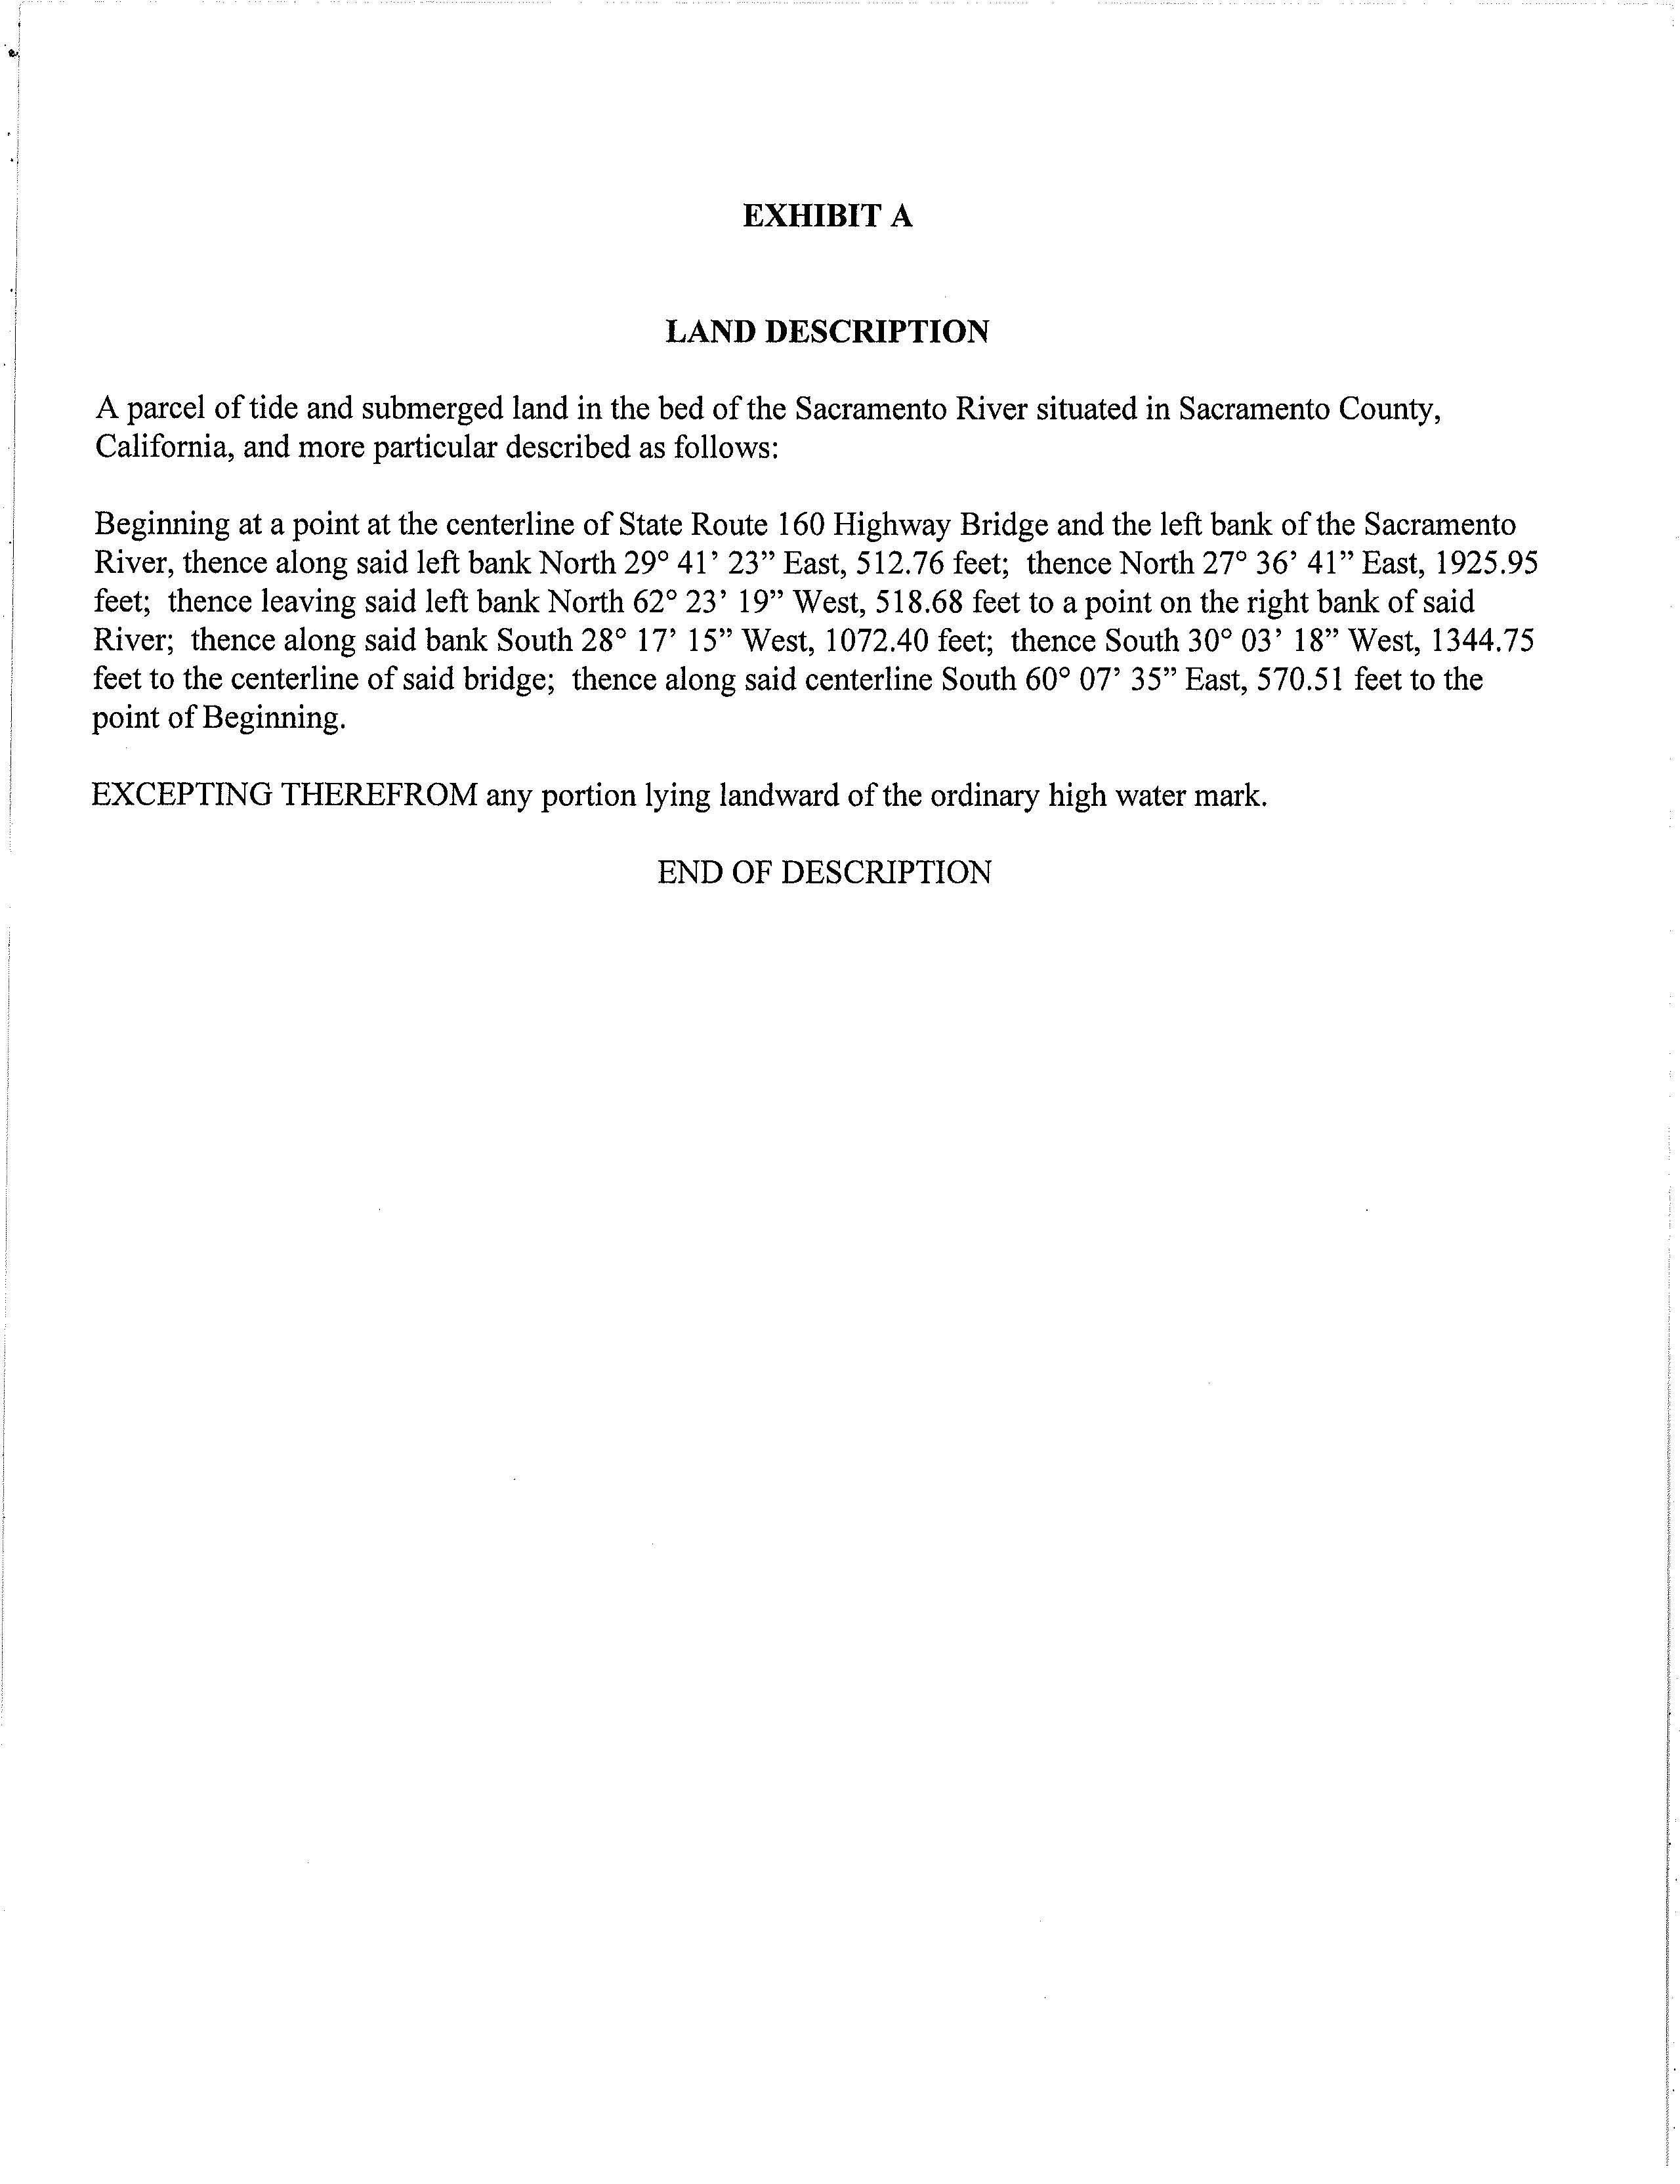 EXHIBIT A
LAND DESCRIPTION
A parcel of tide and submerged land in the bed of the Sacramento River situated in Sacramento County,
California, and more particular described as follows:
Beginning at a point at the centerline of State Route 160 Highway Bridge and the left bank of the Sacramento
River, thence along said left bank North 29° 41’ 23” East, 512.76 feet; thence North 27° 36’ 41” East, 1925.95
feet; thence leaving said left bank North 62° 23’ 19” West, 518.68 feet to a point on the right bank of said
River; thence along said bank South 28° 17’ 15” West, 1072.40 feet; thence South 30° 03’ 18” West, 1344.75
feet to the centerline of said bridge; thence along said centerline South 60° 07’ 35” East, 570.51 feet to the
point of Beginning.
EXCEPTING THEREFROM any portion lying landward of the ordinary high water mark.
END OF DESCRIPTION